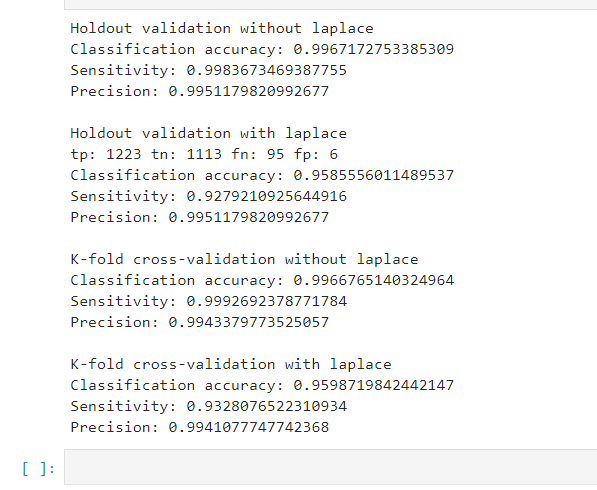 Holdout validation without laplace
Classification accuracy: 0.9967172753385309
Sensitivity: 0.9983673469387755
Precision: 0.9951179820992677
Holdout validation with laplace
tp: 1223 tn: 1113 fn: 95 fp: 6
Classification accuracy: 0.9585556011489537
Sensitivity: 0.9279210925644916
Precision: 0.9951179820992677
K-fold cross-validation without laplace
Classification accuracy: 0.9966765140324964
Sensitivity: 0.9992692378771784
Precision: 0.9943379773525057
K-fold cross-validation with laplace
Classification accuracy: 0.9598719842442147
Sensitivity: 0.9328076522310934
Precision: 0.9941077747742368
[ ]: